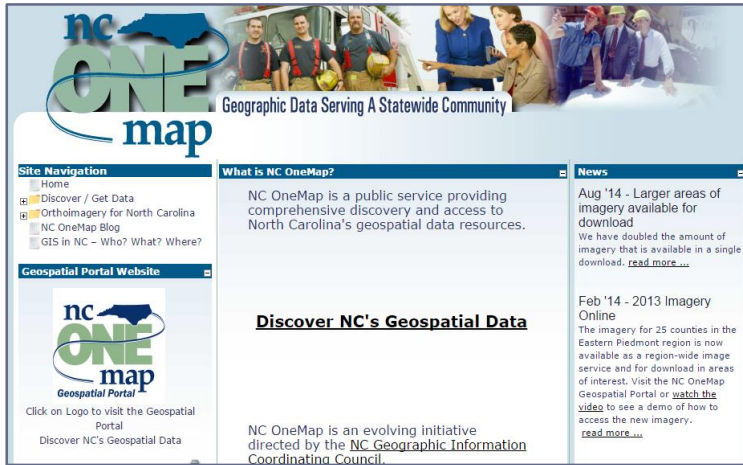 nc
ONE
map
Geographic Data Serving A Statewide Community
Site Navigation
Home
Discover / Get Data
Orthoimagery for North Carolina
NC OneMap Blog
GIS in NC – Who? What? Where?
Geospatial Portal Website
nc
ONE
map
Geospatial Portal
Click on Logo to visit the Geospatial
Portal
Discover NC's Geospatial Data
What is NC OneMap?
NC OneMap is a public service providing
comprehensive discovery and access to
North Carolina's geospatial data resources.
Discover NC's Geospatial Data
NC OneMap is an evolving initiative
directed by the NC Geographic Information
Coordinating Council.
News
Aug '14 - Larger areas of
imagery available for
download
We have doubled the amount of
imagery that is available in a single
download. read more ...
Feb '14 - 2013 Imagery
Online
The imagery for 25 counties in the
Eastern Piedmont region is now
available as a region-wide image
service and for download in areas
of interest. Visit the NC OneMap
Geospatial Portal or watch the
video to see a demo of how to
access the new imagery.
read more ...